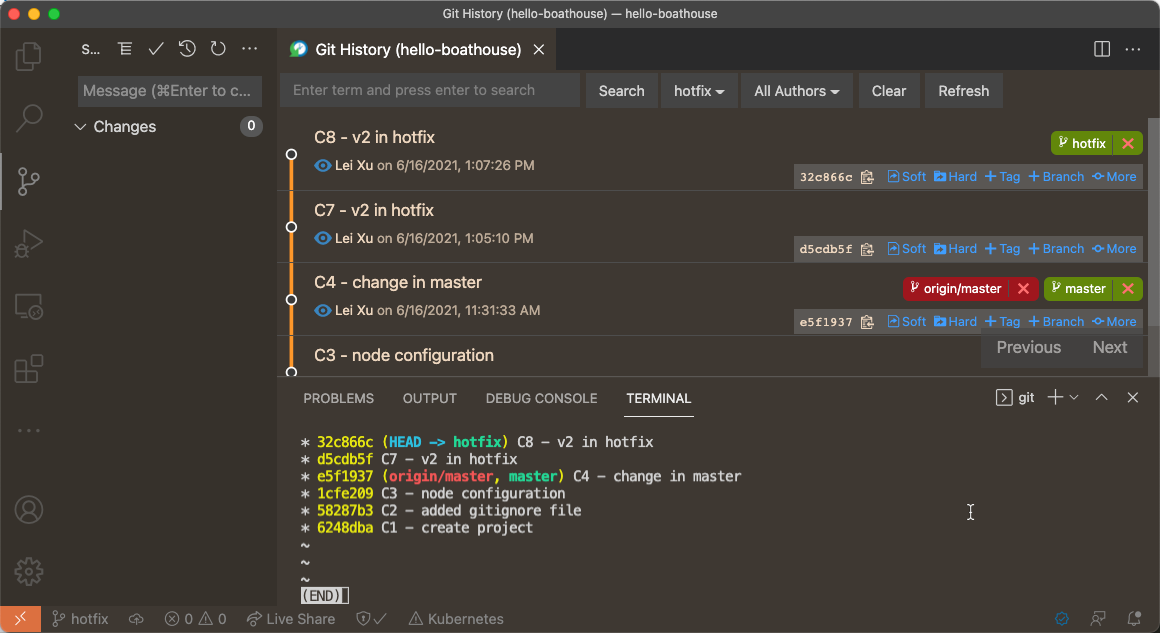 Git History (hello-boathouse) — hello-boathouse
S...
Git History (hello-boathouse)
Message (⌘Enter to c...
Enter term and press enter to search
Search
hotfix
All Authors
Clear
Refresh
Changes
0
C8 - v2 in hotfix
hotfix
Lei Xu on 6/16/2021, 1:07:26 PM
32c866c Soft Hard Tag Branch More
C7 - v2 in hotfix
Lei Xu on 6/16/2021, 1:05:10 PM
d5cdb5f Soft Hard Tag Branch More
C4 - change in master
origin/master
master
Lei Xu on 6/16/2021, 11:31:33 AM
e5f1937 Soft Hard Tag Branch More
C3 - node configuration
Previous Next
PROBLEMS OUTPUT DEBUG CONSOLE TERMINAL
git
* 32c866c (HEAD -> hotfix) C8 - v2 in hotfix
* d5cdb5f C7 - v2 in hotfix
* e5f1937 (origin/master, master) C4 - change in master
* 1cfe209 C3 - node configuration
* 58287b3 C2 - added gitignore file
* 6248dba C1 - create project
~
~
~
(END)
hotfix 0 0 Live Share Kubernetes